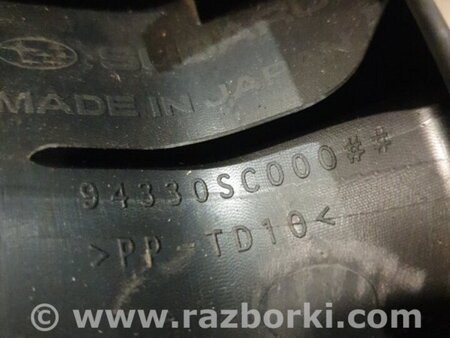 MADE IN JAP
94330SC000##
>PP-TD10<
© www.razborki.com